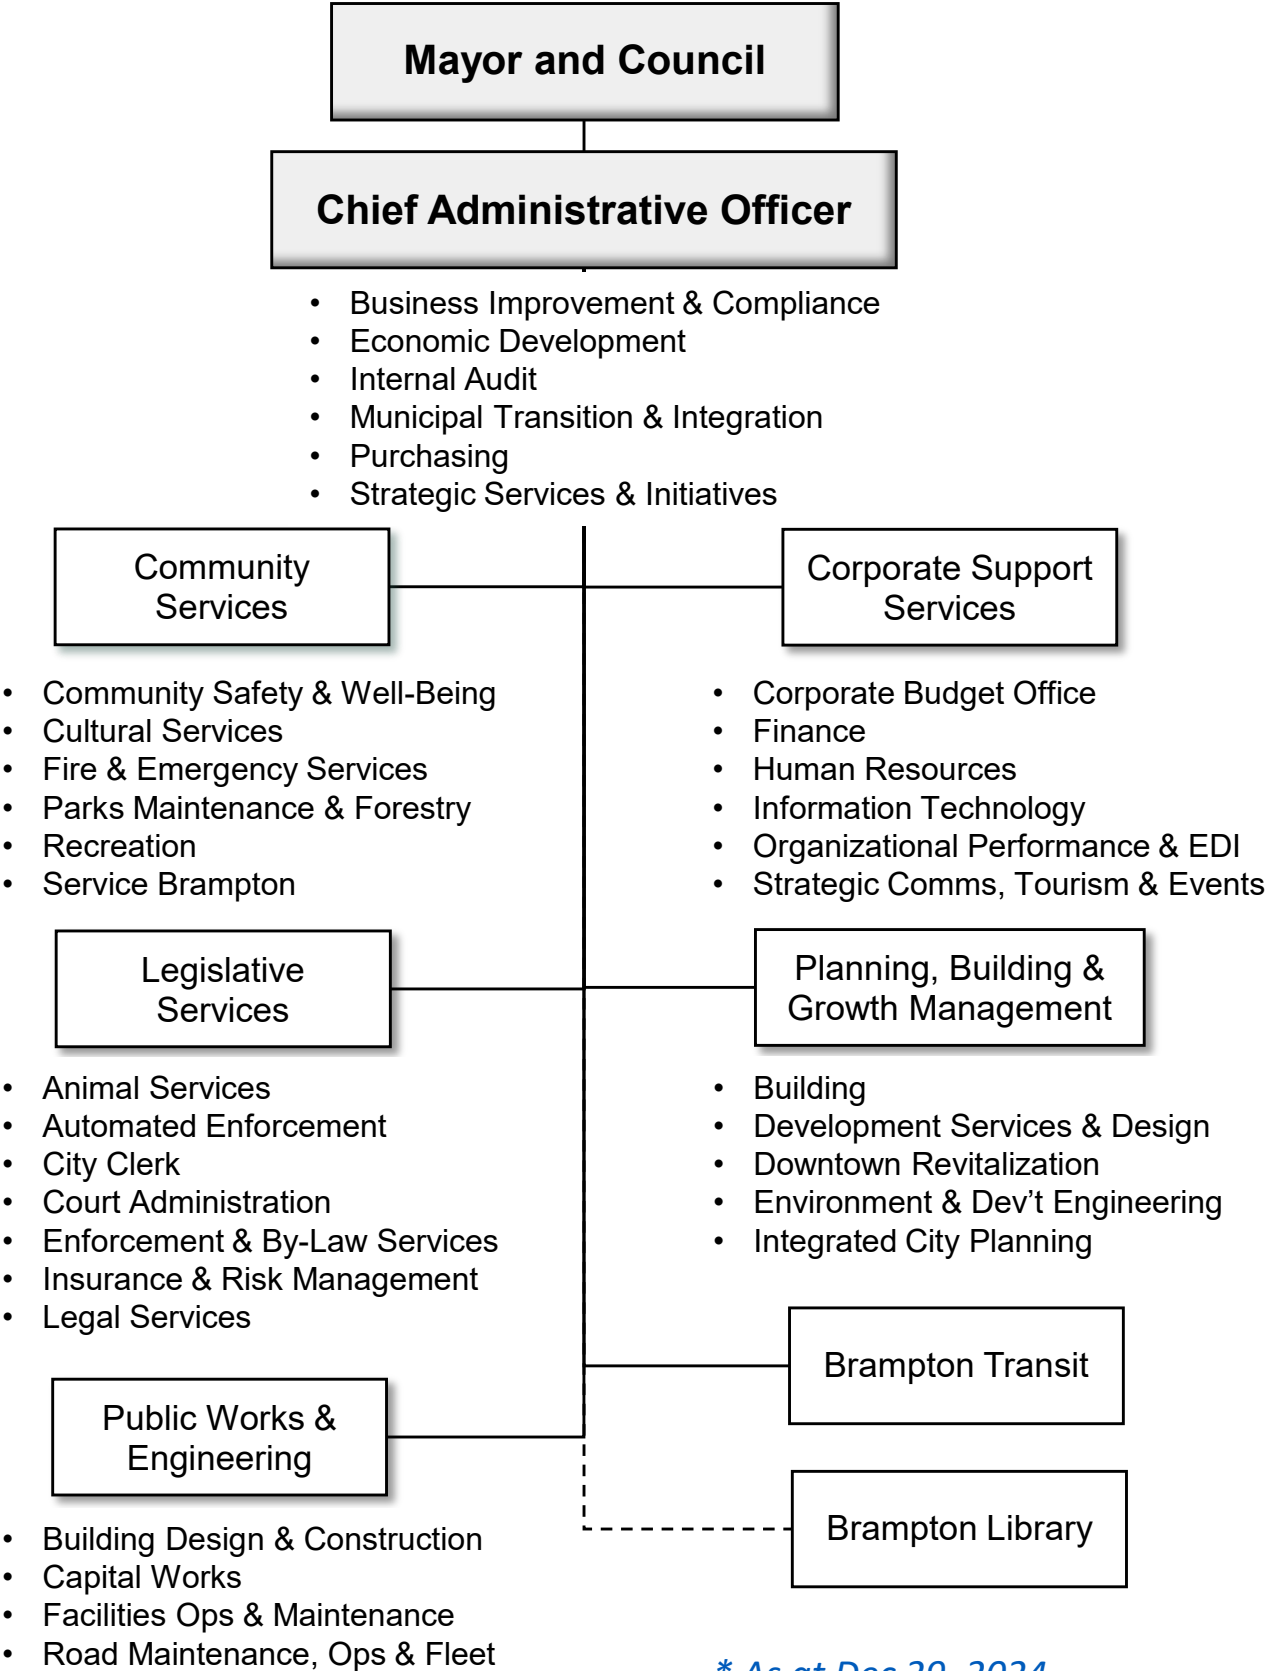 Mayor and Council
Chief Administrative Officer
• Business Improvement & Compliance
• Economic Development
• Internal Audit
• Municipal Transition & Integration
• Purchasing
• Strategic Services & Initiatives
Community
Services
Corporate Support
Services
• Community Safety & Well-Being
• Cultural Services
• Fire & Emergency Services
• Parks Maintenance & Forestry
• Recreation
• Service Brampton
• Corporate Budget Office
• Finance
• Human Resources
• Information Technology
• Organizational Performance & EDI
• Strategic Comms, Tourism & Events
Legislative
Services
Planning, Building &
Growth Management
• Animal Services
• Automated Enforcement
• City Clerk
• Court Administration
• Enforcement & By-Law Services
• Insurance & Risk Management
• Legal Services
• Building
• Development Services & Design
• Downtown Revitalization
• Environment & Dev’t Engineering
• Integrated City Planning
Brampton Transit
Public Works &
Engineering
Brampton Library
• Building Design & Construction
• Capital Works
• Facilities Ops & Maintenance
• Road Maintenance, Ops & Fleet
* As at Dec 20, 2024